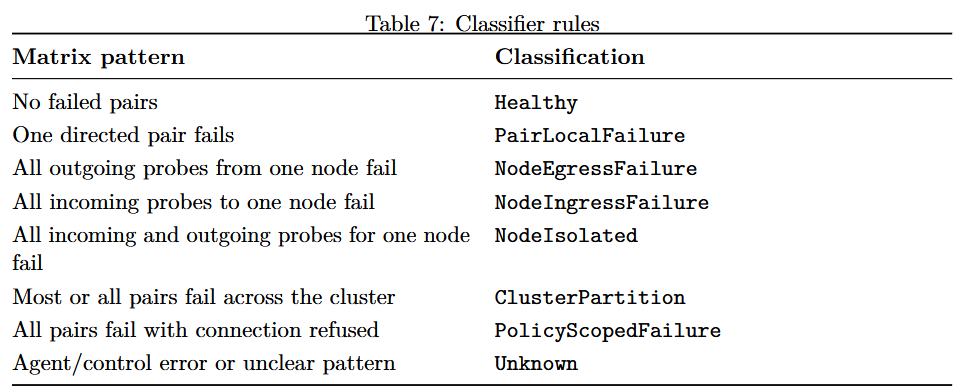 Table 7: Classifier rules
Matrix pattern Classification
No failed pairs Healthy
One directed pair fails PairLocalFailure
All outgoing probes from one node fail NodeEgressFailure
All incoming probes to one node fail NodeIngressFailure
All incoming and outgoing probes for one node NodeIsolated
fail
Most or all pairs fail across the cluster ClusterPartition
All pairs fail with connection refused PolicyScopedFailure
Agent/control error or unclear pattern Unknown